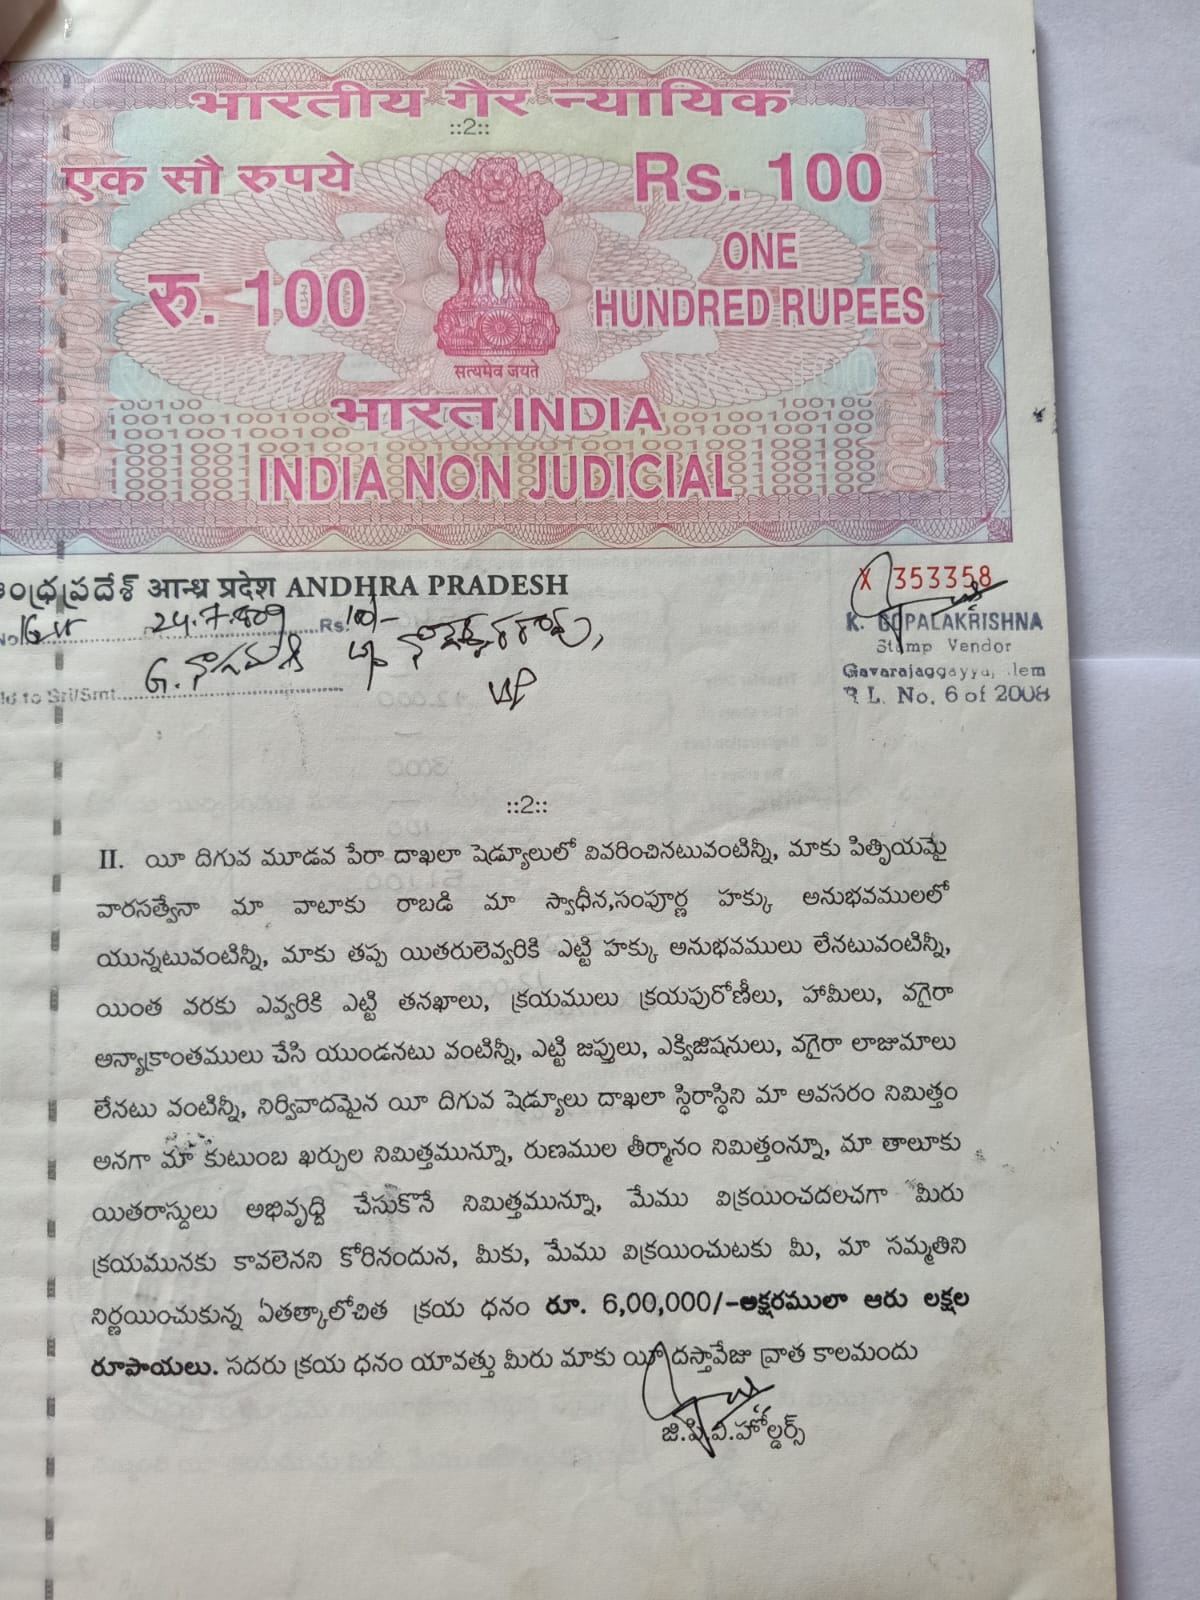 भारतीय गैर न्यायिक
::2::
एक सौ रुपये Rs. 100
रु. 100 ONE
HUNDRED RUPEES
सत्यमेव जयते
भारत INDIA
INDIA NON JUDICIAL
ఆంధ్రప్రదేశ్ आन्ध्र प्रदेश ANDHRA PRADESH
X 353358
24.7.2009 Rs. 100/-
K. GOPALAKRISHNA
Stamp Vendor
G. నాగమణి
Gavarajaggayyapalem
R.L. No. 6 of 2008
ld to Sri/Smt.
::2::
II. యీ దిగువ మూడవ పేరా దాఖలా షెడ్యూలులో వివరించినటువంటిన్నీ, మాకు పిత్రియమై
వారసత్వేనా మా వాటాకు రాబడి మా స్వాధీన,సంపూర్ణ హక్కు అనుభవములలో
యున్నటువంటిన్నీ, మాకు తప్ప యితరులెవ్వరికి ఎట్టి హక్కు అనుభవములు లేనటువంటిన్నీ,
యింత వరకు ఎవ్వరికి ఎట్టి తనఖాలు, క్రయములు క్రయపురోణీలు, హామీలు, వగైరా
అన్యాక్రాంతములు చేసి యుండనటు వంటిన్నీ, ఎట్టి జప్తులు, ఎక్విజిషనులు, వగైరా లాజుమాలు
లేనటు వంటిన్నీ, నిర్వివాదమైన యీ దిగువ షెడ్యూలు దాఖలా స్ధిరాస్ధిని మా అవసరం నిమిత్తం
అనగా మా కుటుంబ ఖర్చుల నిమిత్తమున్నూ, రుణముల తీర్మానం నిమిత్తంన్నూ, మా తాలూకు
యితరాస్దులు అభివృద్ది చేసుకొనే నిమిత్తమున్నూ, మేము విక్రయించదలచగా మీరు
క్రయమునకు కావలెనని కోరినందున, మీకు, మేము విక్రయించుటకు మీ, మా సమ్మతిని
నిర్ణయించుకున్న ఏతత్కాలోచిత క్రయ ధనం రూ. 6,00,000/-అక్షరములా ఆరు లక్షల
రూపాయలు. సదరు క్రయ ధనం యావత్తు మీరు మాకు యీ దస్తావేజు వ్రాత కాలమందు
జి.పి.వి.హోల్డర్స్